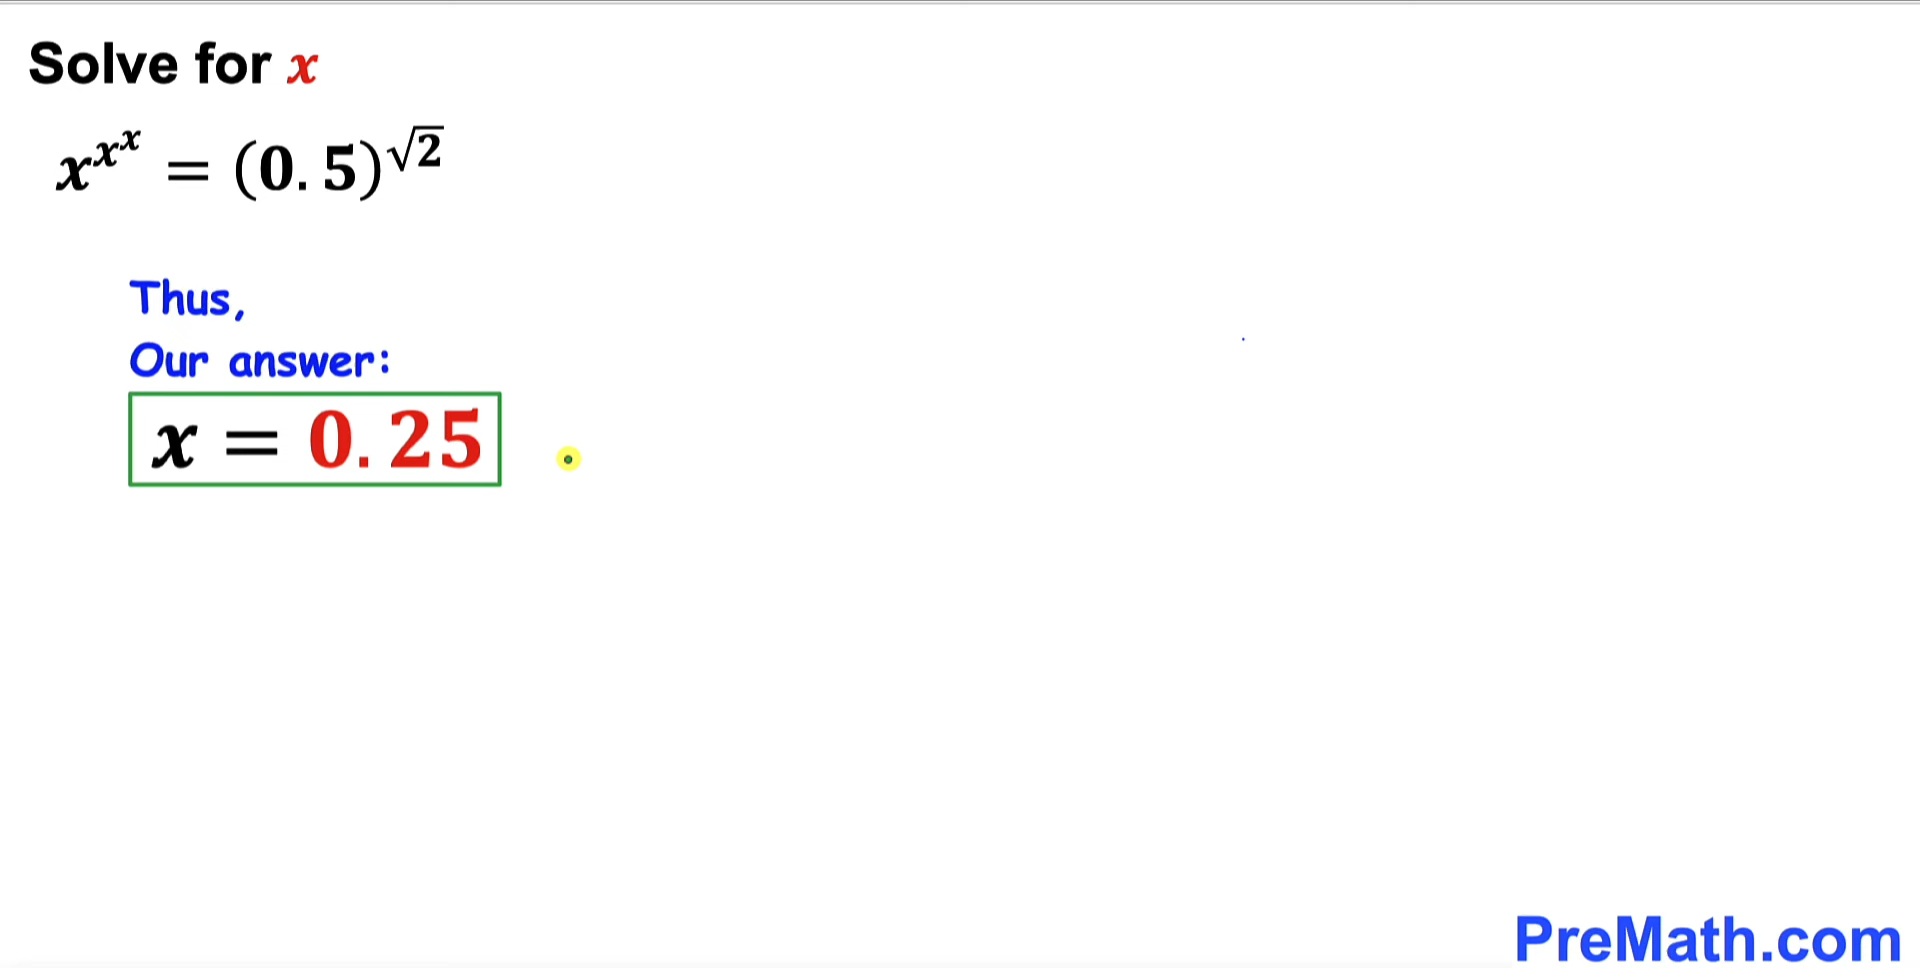 Solve for x
x^{x^x} = (0.5)^{√2}
Thus,
Our answer:
x = 0.25
PreMath.com